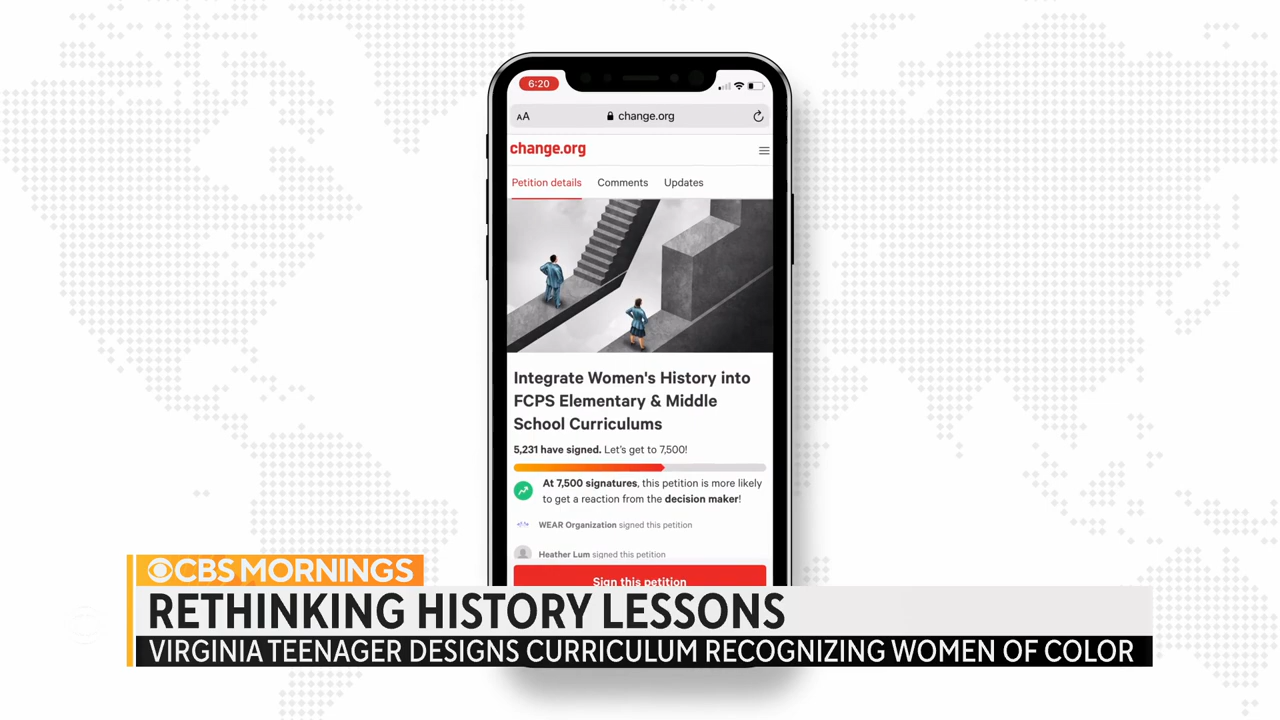 6:20
AA change.org
change.org
Petition details Comments Updates
Integrate Women's History into
FCPS Elementary & Middle
School Curriculums
5,231 have signed. Let's get to 7,500!
At 7,500 signatures, this petition is more likely
to get a reaction from the decision maker!
WEAR Organization signed this petition
Heather Lum signed this petition
Sign this petition
CBS MORNINGS
RETHINKING HISTORY LESSONS
VIRGINIA TEENAGER DESIGNS CURRICULUM RECOGNIZING WOMEN OF COLOR